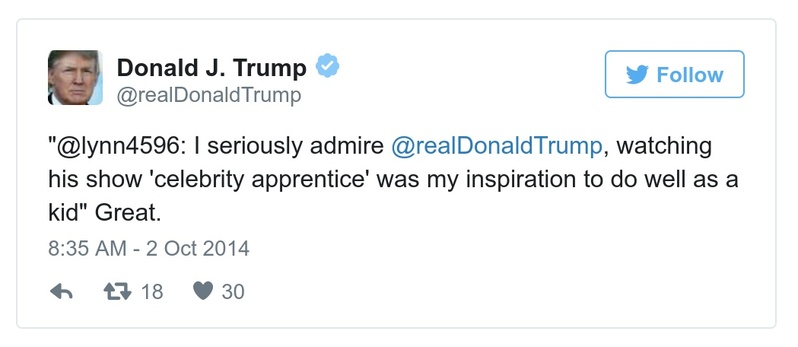 Donald J. Trump
@realDonaldTrump
Follow
"@lynn4596: I seriously admire @realDonaldTrump, watching
his show 'celebrity apprentice' was my inspiration to do well as a
kid" Great.
8:35 AM - 2 Oct 2014
18 30